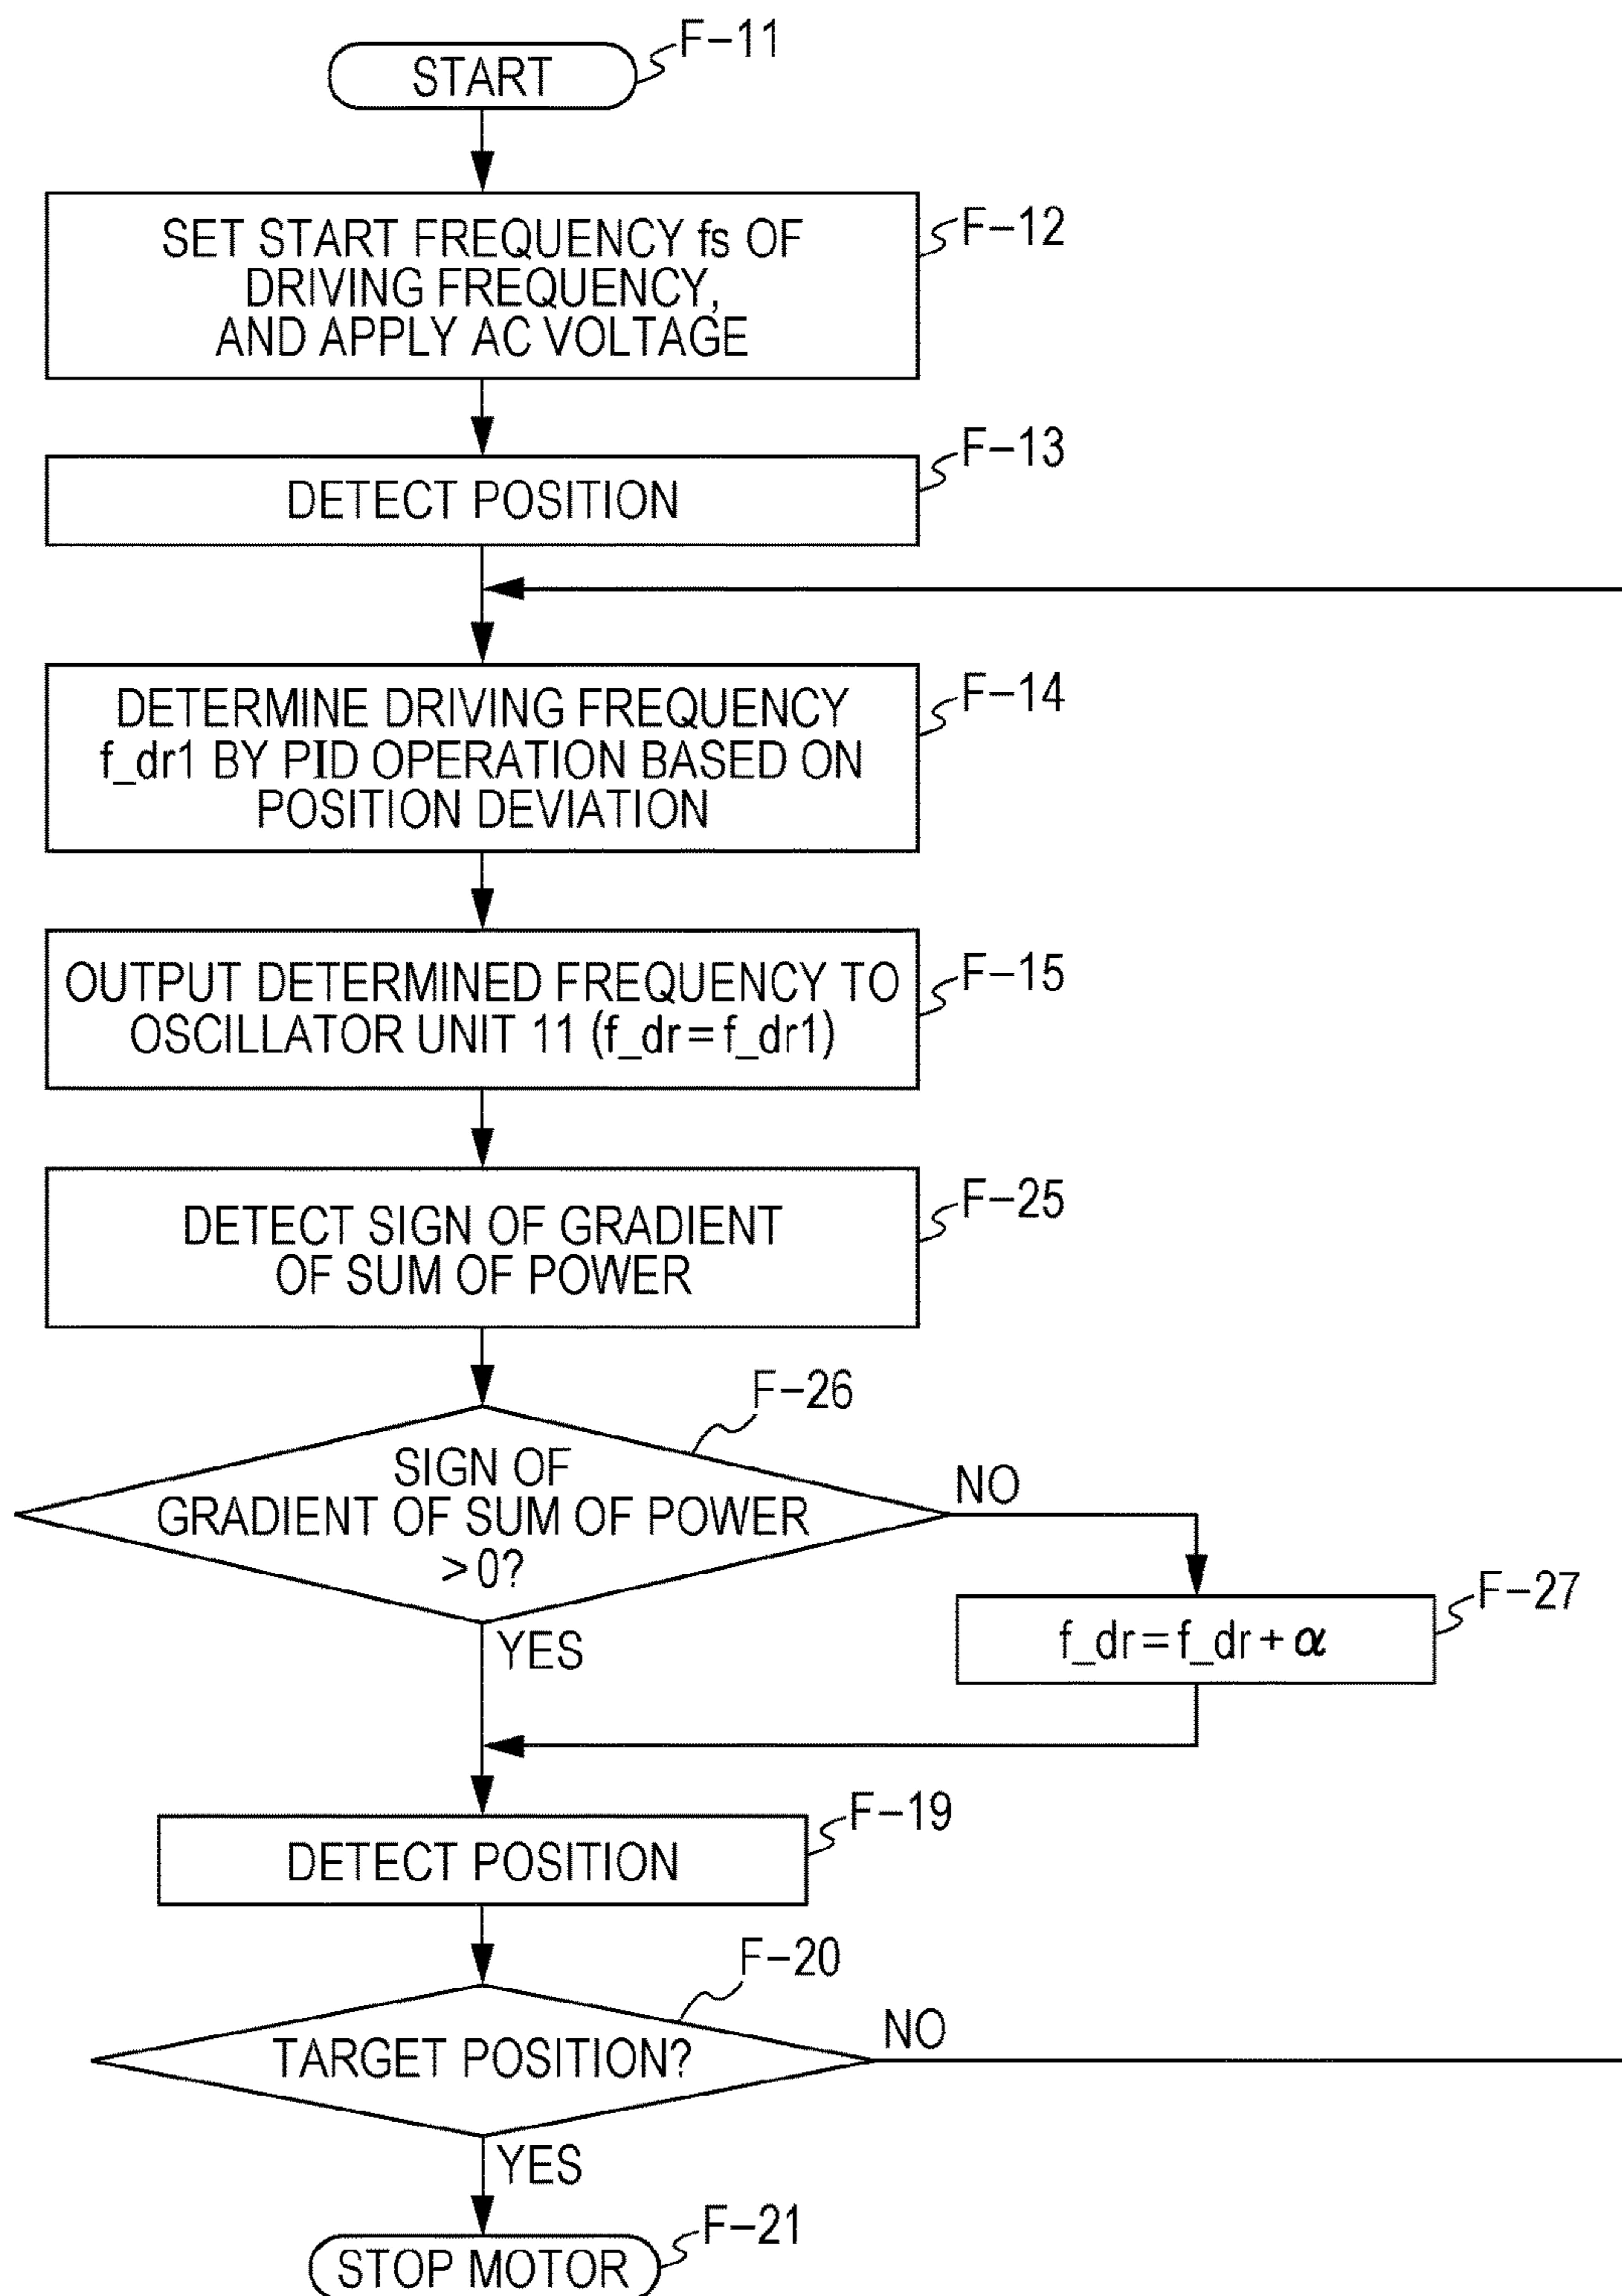 F-11
START
SET START FREQUENCY fs OF
DRIVING FREQUENCY,
AND APPLY AC VOLTAGE
F-12
DETECT POSITION
F-13
DETERMINE DRIVING FREQUENCY
f_dr1 BY PID OPERATION BASED ON
POSITION DEVIATION
F-14
OUTPUT DETERMINED FREQUENCY TO
OSCILLATOR UNIT 11 (f_dr = f_dr1)
F-15
DETECT SIGN OF GRADIENT
OF SUM OF POWER
F-25
F-26
SIGN OF
GRADIENT OF SUM OF POWER
> 0?
NO
YES
F-27
f_dr = f_dr + α
F-19
DETECT POSITION
F-20
TARGET POSITION?
NO
YES
F-21
STOP MOTOR